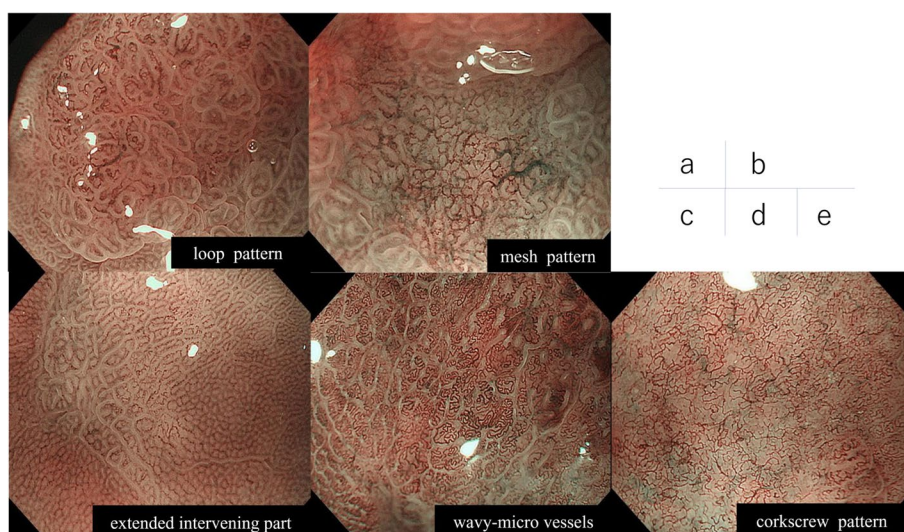 loop pattern
mesh pattern
a b
c d e
extended intervening part
wavy-micro vessels
corkscrew pattern